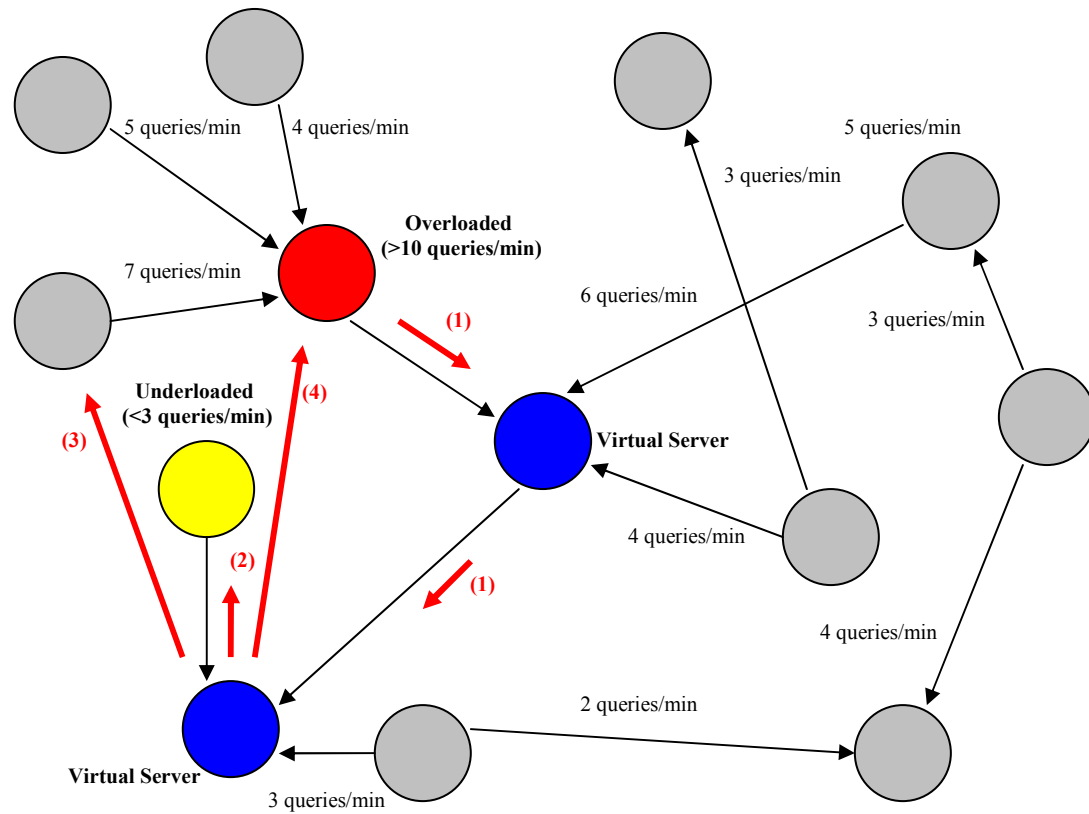 5 queries/min
4 queries/min
5 queries/min
3 queries/min
Overloaded
(>10 queries/min)
7 queries/min
6 queries/min
(1)
3 queries/min
Underloaded
(<3 queries/min)
(4)
(3)
Virtual Server
4 queries/min
(2)
(1)
4 queries/min
2 queries/min
Virtual Server
3 queries/min